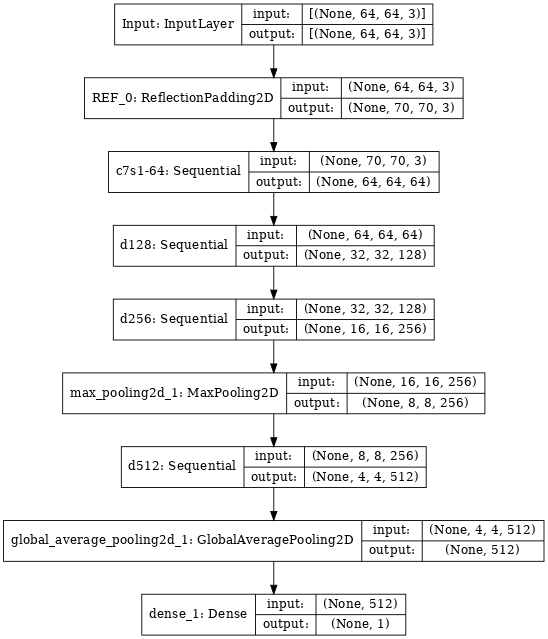 Input: InputLayer
input:
[(None, 64, 64, 3)]
output:
[(None, 64, 64, 3)]
REF_0: ReflectionPadding2D
input:
(None, 64, 64, 3)
output:
(None, 70, 70, 3)
c7s1-64: Sequential
input:
(None, 70, 70, 3)
output:
(None, 64, 64, 64)
d128: Sequential
input:
(None, 64, 64, 64)
output:
(None, 32, 32, 128)
d256: Sequential
input:
(None, 32, 32, 128)
output:
(None, 16, 16, 256)
max_pooling2d_1: MaxPooling2D
input:
(None, 16, 16, 256)
output:
(None, 8, 8, 256)
d512: Sequential
input:
(None, 8, 8, 256)
output:
(None, 4, 4, 512)
global_average_pooling2d_1: GlobalAveragePooling2D
input:
(None, 4, 4, 512)
output:
(None, 512)
dense_1: Dense
input:
(None, 512)
output:
(None, 1)